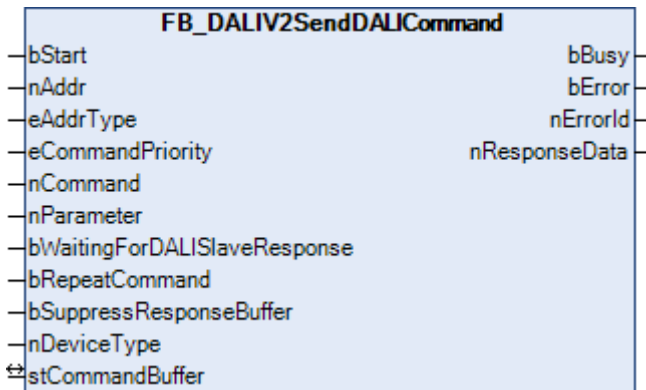 FB_DALIV2SendDALICommand
bStart bBusy
nAddr bError
eAddrType nErrorId
eCommandPriority nResponseData
nCommand
nParameter
bWaitingForDALISlaveResponse
bRepeatCommand
bSuppressResponseBuffer
nDeviceType
stCommandBuffer